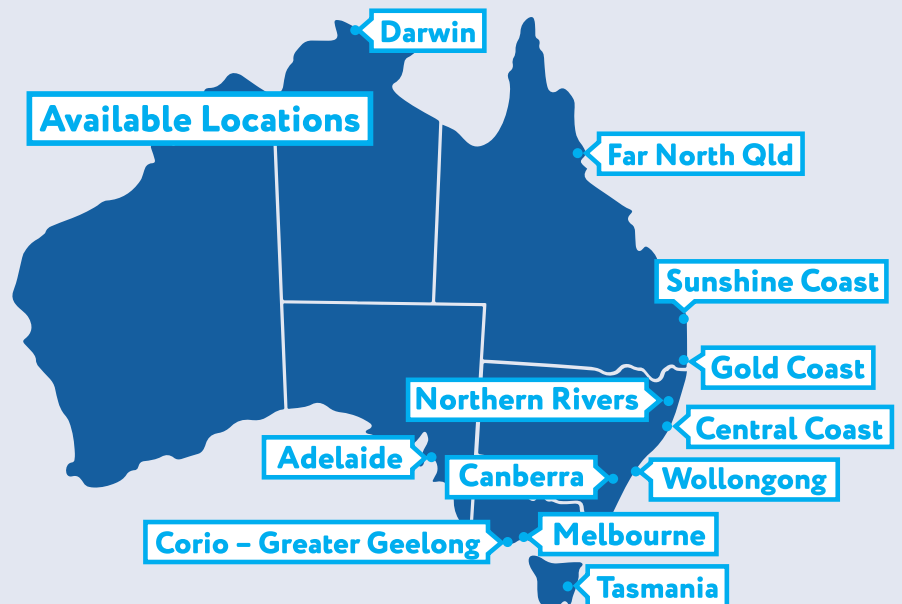 Darwin
Available Locations
Far North Qld
Sunshine Coast
Gold Coast
Northern Rivers
Central Coast
Adelaide
Canberra
Wollongong
Corio – Greater Geelong
Melbourne
Tasmania